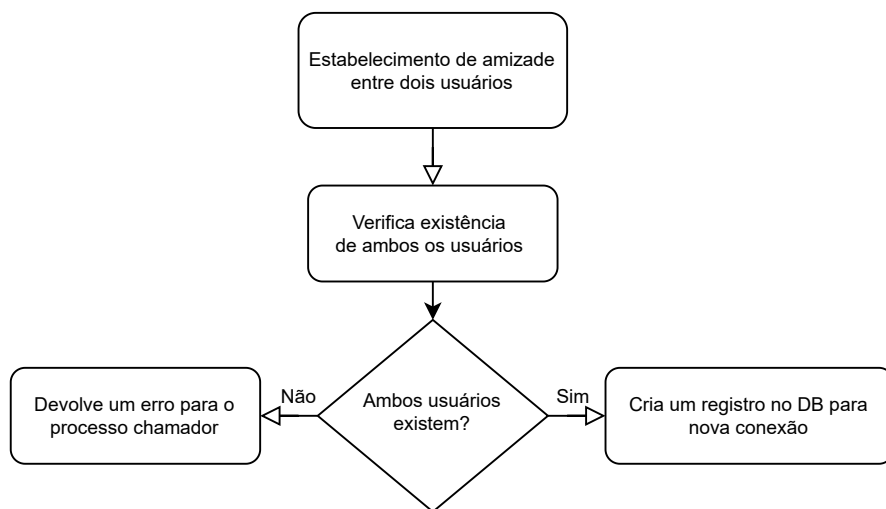 Estabelecimento de amizade
entre dois usuários
Verifica existência
de ambos os usuários
Ambos usuários
existem?
Não
Devolve um erro para o
processo chamador
Sim
Cria um registro no DB para
nova conexão